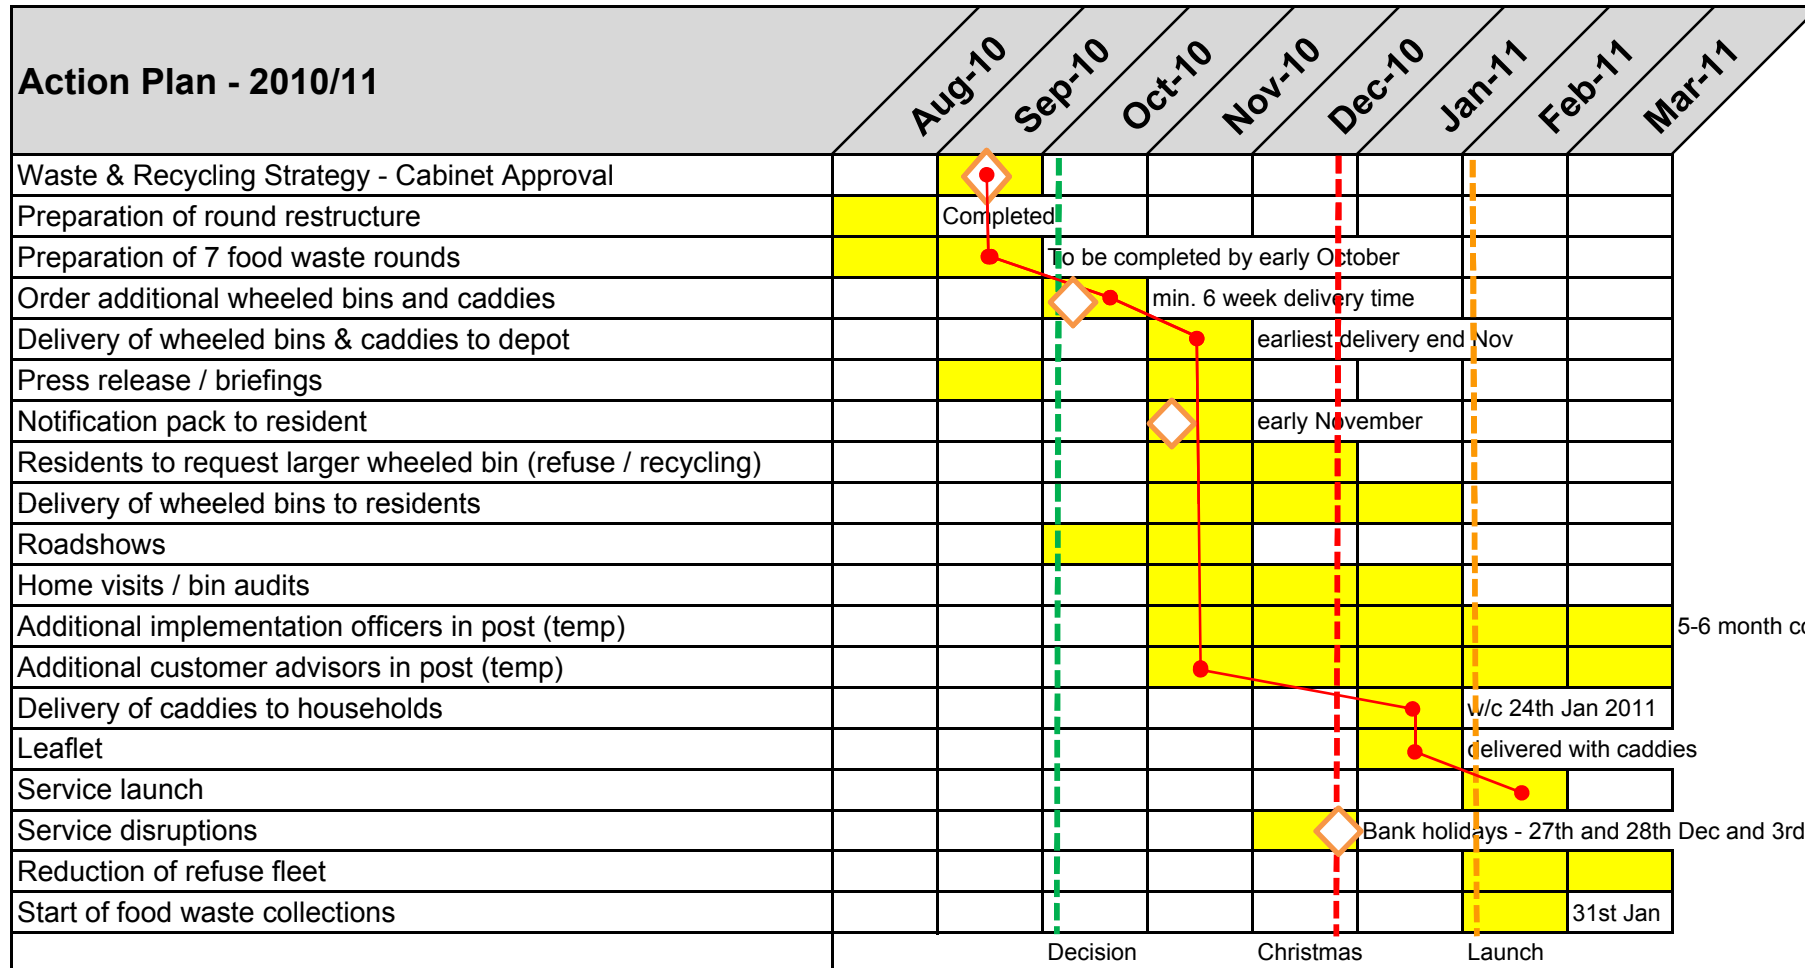 Action Plan - 2010/11
Aug-10
Sep-10
Oct-10
Nov-10
Dec-10
Jan-11
Feb-11
Mar-11
Waste & Recycling Strategy - Cabinet Approval
Preparation of round restructure Completed
Preparation of 7 food waste rounds To be completed by early October
Order additional wheeled bins and caddies min. 6 week delivery time
Delivery of wheeled bins & caddies to depot earliest delivery end Nov
Press release / briefings
Notification pack to resident early November
Residents to request larger wheeled bin (refuse / recycling)
Delivery of wheeled bins to residents
Roadshows
Home visits / bin audits
Additional implementation officers in post (temp) 5-6 month
Additional customer advisors in post (temp)
Delivery of caddies to households w/c 24th Jan 2011
Leaflet delivered with caddies
Service launch
Service disruptions Bank holidays - 27th and 28th Dec and 3rd
Reduction of refuse fleet
Start of food waste collections 31st Jan
Decision Christmas Launch